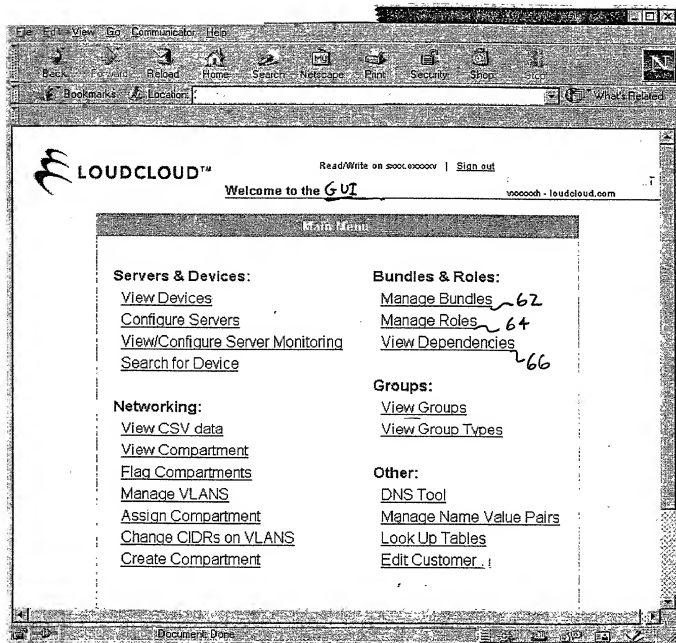 File Edit View Go Communicator Help
Back Forward Reload Home Search Netscape Print Security Shop Stop
N
Bookmarks Location: What's Related
LOUDCLOUD™
Read/Write on | Sign out
Welcome to the GUI
- loudcloud.com
Main Menu
Servers & Devices:
View Devices
Configure Servers
View/Configure Server Monitoring
Search for Device
Networking:
View CSV data
View Compartment
Flag Compartments
Manage VLANS
Assign Compartment
Change CIDRs on VLANS
Create Compartment
Bundles & Roles:
Manage Bundles 62
Manage Roles 64
View Dependencies
66
Groups:
View Groups
View Group Types
Other:
DNS Tool
Manage Name Value Pairs
Look Up Tables
Edit Customer
Document: Done